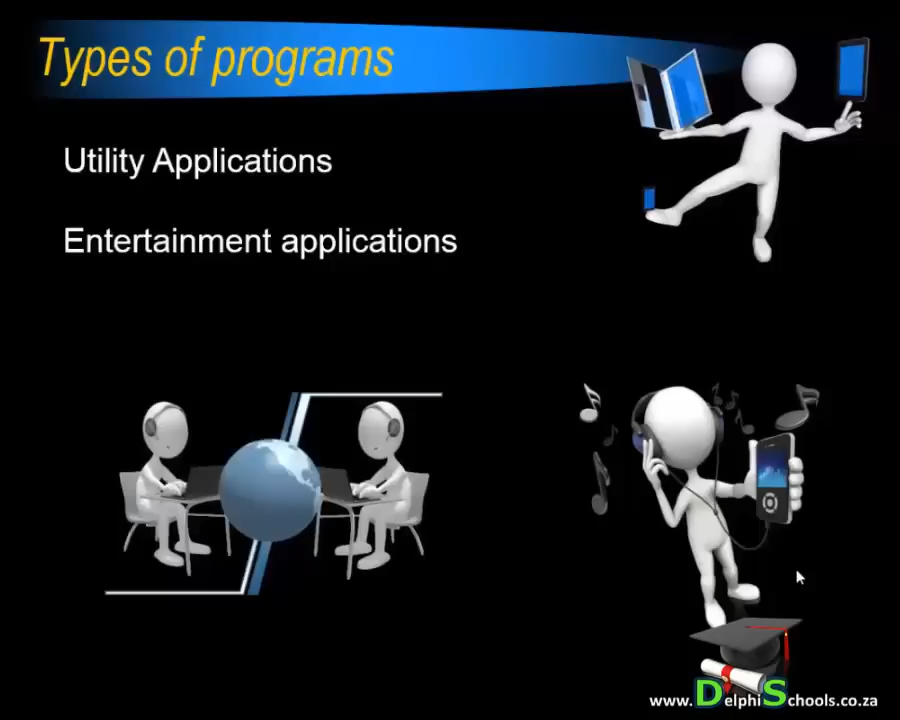 Types of programs
Utility Applications
Entertainment applications
www.DelphiSchools.co.za